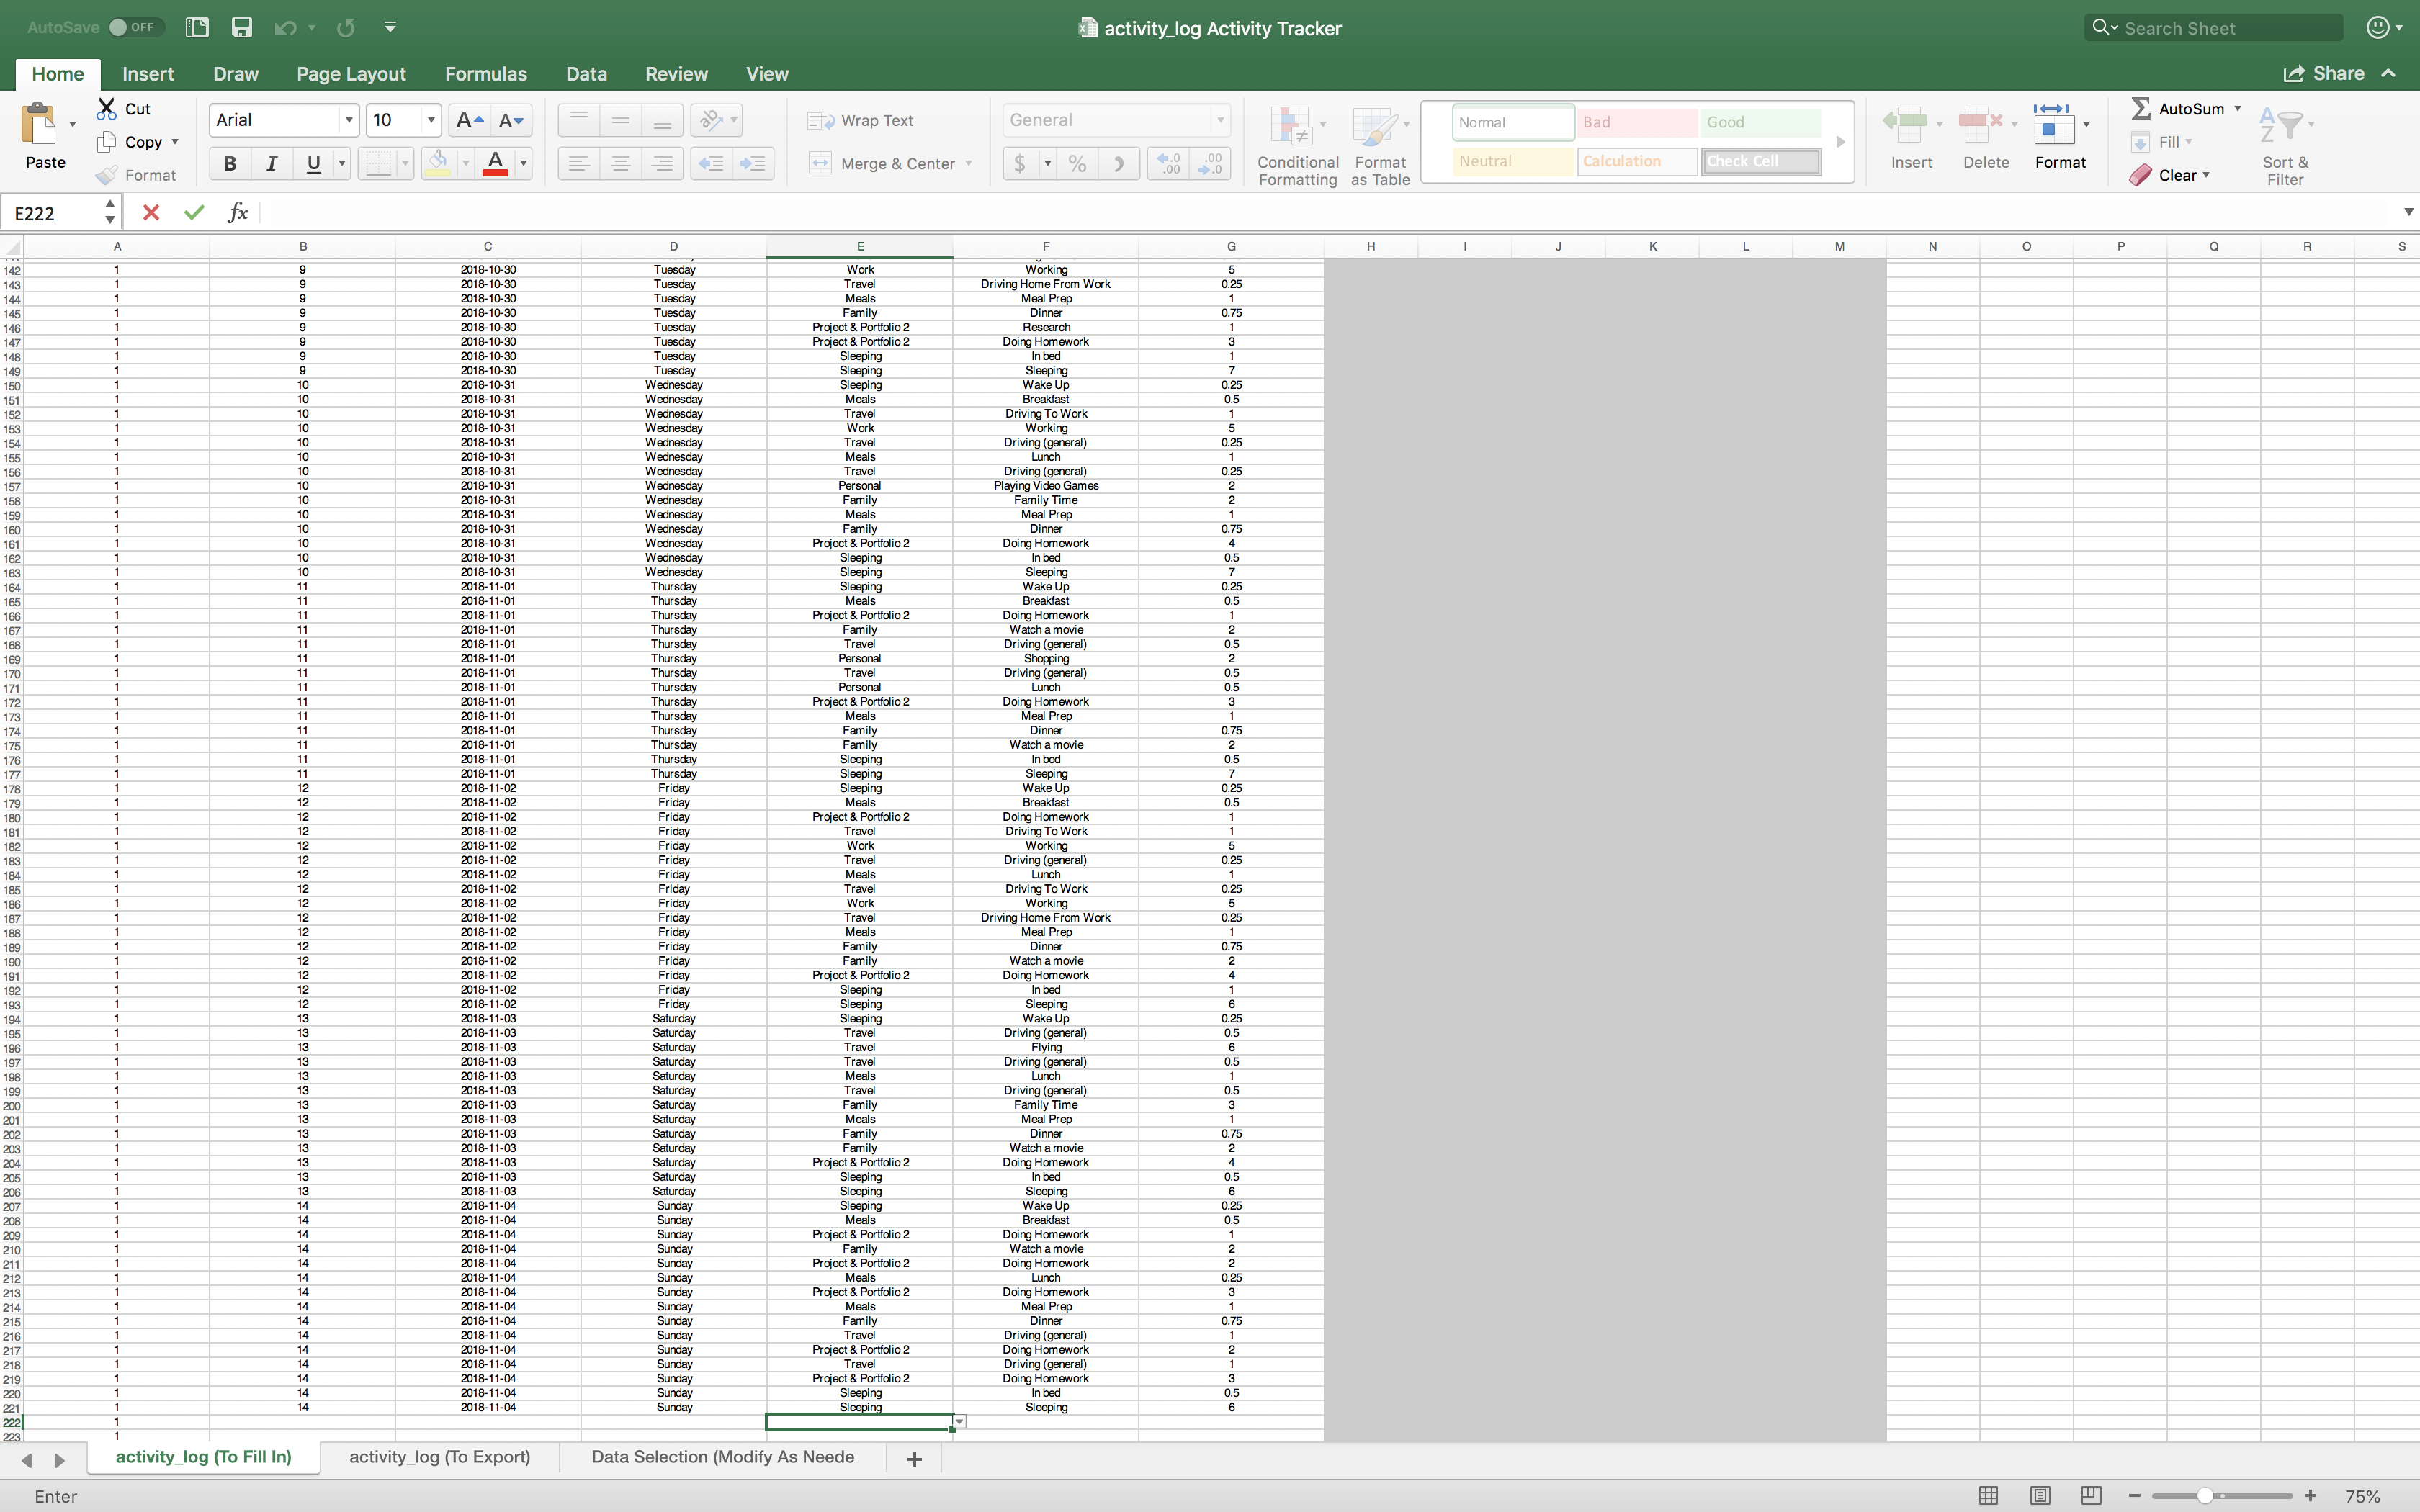 AutoSave OFF
activity_log Activity Tracker
Search Sheet
Home Insert Draw Page Layout Formulas Data Review View
Share
Paste Cut Copy Format
Arial 10
B I U A
Wrap Text
Merge & Center
General
$ % )
Conditional Formatting
Format as Table
Normal Bad Good
Neutral Calculation Check Cell
Insert Delete Format
AutoSum Fill Clear
Sort & Filter
E222 fx
A B C D E F G H I J K L M N O P Q R S
142 1 9 2018-10-30 Tuesday Work Working 5
143 1 9 2018-10-30 Tuesday Travel Driving Home From Work 0.25
144 1 9 2018-10-30 Tuesday Meals Meal Prep 1
145 1 9 2018-10-30 Tuesday Family Dinner 0.75
146 1 9 2018-10-30 Tuesday Project & Portfolio 2 Research 1
147 1 9 2018-10-30 Tuesday Project & Portfolio 2 Doing Homework 3
148 1 9 2018-10-30 Tuesday Sleeping In bed 1
149 1 9 2018-10-30 Tuesday Sleeping Sleeping 7
150 1 10 2018-10-31 Wednesday Sleeping Wake Up 0.25
151 1 10 2018-10-31 Wednesday Meals Breakfast 0.5
152 1 10 2018-10-31 Wednesday Travel Driving To Work 1
153 1 10 2018-10-31 Wednesday Work Working 5
154 1 10 2018-10-31 Wednesday Travel Driving (general) 0.25
155 1 10 2018-10-31 Wednesday Meals Lunch 1
156 1 10 2018-10-31 Wednesday Travel Driving (general) 0.25
157 1 10 2018-10-31 Wednesday Personal Playing Video Games 2
158 1 10 2018-10-31 Wednesday Family Family Time 2
159 1 10 2018-10-31 Wednesday Meals Meal Prep 1
160 1 10 2018-10-31 Wednesday Family Dinner 0.75
161 1 10 2018-10-31 Wednesday Project & Portfolio 2 Doing Homework 4
162 1 10 2018-10-31 Wednesday Sleeping In bed 0.5
163 1 10 2018-10-31 Wednesday Sleeping Sleeping 7
164 1 11 2018-11-01 Thursday Sleeping Wake Up 0.25
165 1 11 2018-11-01 Thursday Meals Breakfast 0.5
166 1 11 2018-11-01 Thursday Project & Portfolio 2 Doing Homework 1
167 1 11 2018-11-01 Thursday Family Watch a movie 2
168 1 11 2018-11-01 Thursday Travel Driving (general) 0.5
169 1 11 2018-11-01 Thursday Personal Shopping 2
170 1 11 2018-11-01 Thursday Travel Driving (general) 0.5
171 1 11 2018-11-01 Thursday Personal Lunch 0.5
172 1 11 2018-11-01 Thursday Project & Portfolio 2 Doing Homework 3
173 1 11 2018-11-01 Thursday Meals Meal Prep 1
174 1 11 2018-11-01 Thursday Family Dinner 0.75
175 1 11 2018-11-01 Thursday Family Watch a movie 2
176 1 11 2018-11-01 Thursday Sleeping In bed 0.5
177 1 11 2018-11-01 Thursday Sleeping Sleeping 7
178 1 12 2018-11-02 Friday Sleeping Wake Up 0.25
179 1 12 2018-11-02 Friday Meals Breakfast 0.5
180 1 12 2018-11-02 Friday Project & Portfolio 2 Doing Homework 1
181 1 12 2018-11-02 Friday Travel Driving To Work 1
182 1 12 2018-11-02 Friday Work Working 5
183 1 12 2018-11-02 Friday Travel Driving (general) 0.25
184 1 12 2018-11-02 Friday Meals Lunch 1
185 1 12 2018-11-02 Friday Travel Driving To Work 0.25
186 1 12 2018-11-02 Friday Work Working 5
187 1 12 2018-11-02 Friday Travel Driving Home From Work 0.25
188 1 12 2018-11-02 Friday Meals Meal Prep 1
189 1 12 2018-11-02 Friday Family Dinner 0.75
190 1 12 2018-11-02 Friday Family Watch a movie 2
191 1 12 2018-11-02 Friday Project & Portfolio 2 Doing Homework 4
192 1 12 2018-11-02 Friday Sleeping In bed 1
193 1 12 2018-11-02 Friday Sleeping Sleeping 6
194 1 13 2018-11-03 Saturday Sleeping Wake Up 0.25
195 1 13 2018-11-03 Saturday Travel Driving (general) 0.5
196 1 13 2018-11-03 Saturday Travel Flying 6
197 1 13 2018-11-03 Saturday Travel Driving (general) 0.5
198 1 13 2018-11-03 Saturday Meals Lunch 1
199 1 13 2018-11-03 Saturday Travel Driving (general) 0.5
200 1 13 2018-11-03 Saturday Family Family Time 3
201 1 13 2018-11-03 Saturday Meals Meal Prep 1
202 1 13 2018-11-03 Saturday Family Dinner 0.75
203 1 13 2018-11-03 Saturday Family Watch a movie 2
204 1 13 2018-11-03 Saturday Project & Portfolio 2 Doing Homework 4
205 1 13 2018-11-03 Saturday Sleeping In bed 0.5
206 1 13 2018-11-03 Saturday Sleeping Sleeping 6
207 1 14 2018-11-04 Sunday Sleeping Wake Up 0.25
208 1 14 2018-11-04 Sunday Meals Breakfast 0.5
209 1 14 2018-11-04 Sunday Project & Portfolio 2 Doing Homework 1
210 1 14 2018-11-04 Sunday Family Watch a movie 2
211 1 14 2018-11-04 Sunday Project & Portfolio 2 Doing Homework 2
212 1 14 2018-11-04 Sunday Meals Lunch 0.25
213 1 14 2018-11-04 Sunday Project & Portfolio 2 Doing Homework 3
214 1 14 2018-11-04 Sunday Meals Meal Prep 1
215 1 14 2018-11-04 Sunday Family Dinner 0.75
216 1 14 2018-11-04 Sunday Travel Driving (general) 1
217 1 14 2018-11-04 Sunday Project & Portfolio 2 Doing Homework 2
218 1 14 2018-11-04 Sunday Travel Driving (general) 1
219 1 14 2018-11-04 Sunday Project & Portfolio 2 Doing Homework 3
220 1 14 2018-11-04 Sunday Sleeping In bed 0.5
221 1 14 2018-11-04 Sunday Sleeping Sleeping 6
222 1
223 1
activity_log (To Fill In) activity_log (To Export) Data Selection (Modify As Neede +
Enter 75%